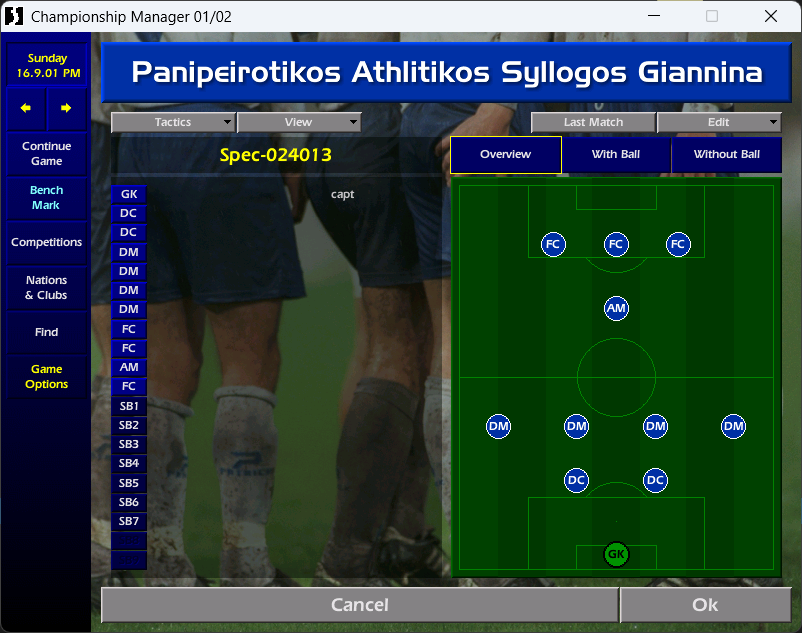 Championship Manager 01/02
Sunday
16.9.01 PM
Continue
Game
Bench
Mark
Competitions
Nations
& Clubs
Find
Game
Options
Panipeirotikos Athlitikos Syllogos Giannina
Tactics
View
Last Match
Edit
Spec-024013
Overview
With Ball
Without Ball
GK capt
DC
DC
DM
DM
DM
DM
FC
FC
AM
FC
SB1
SB2
SB3
SB4
SB5
SB6
SB7
FC FC FC
AM
DM DM DM DM
DC DC
GK
Cancel
Ok